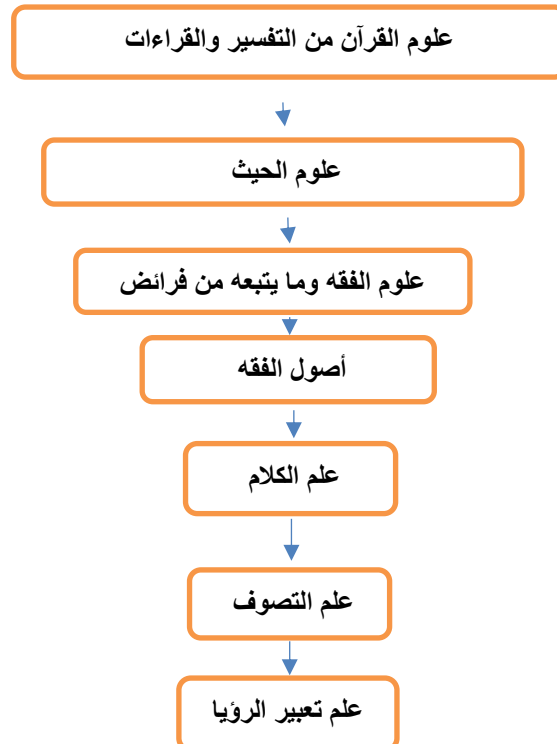 علوم القرآن من التفسير والقراءات
علوم الحيث
علوم الفقه وما يتبعه من فرائض
أصول الفقه
علم الكلام
علم التصوف
علم تعبير الرؤيا